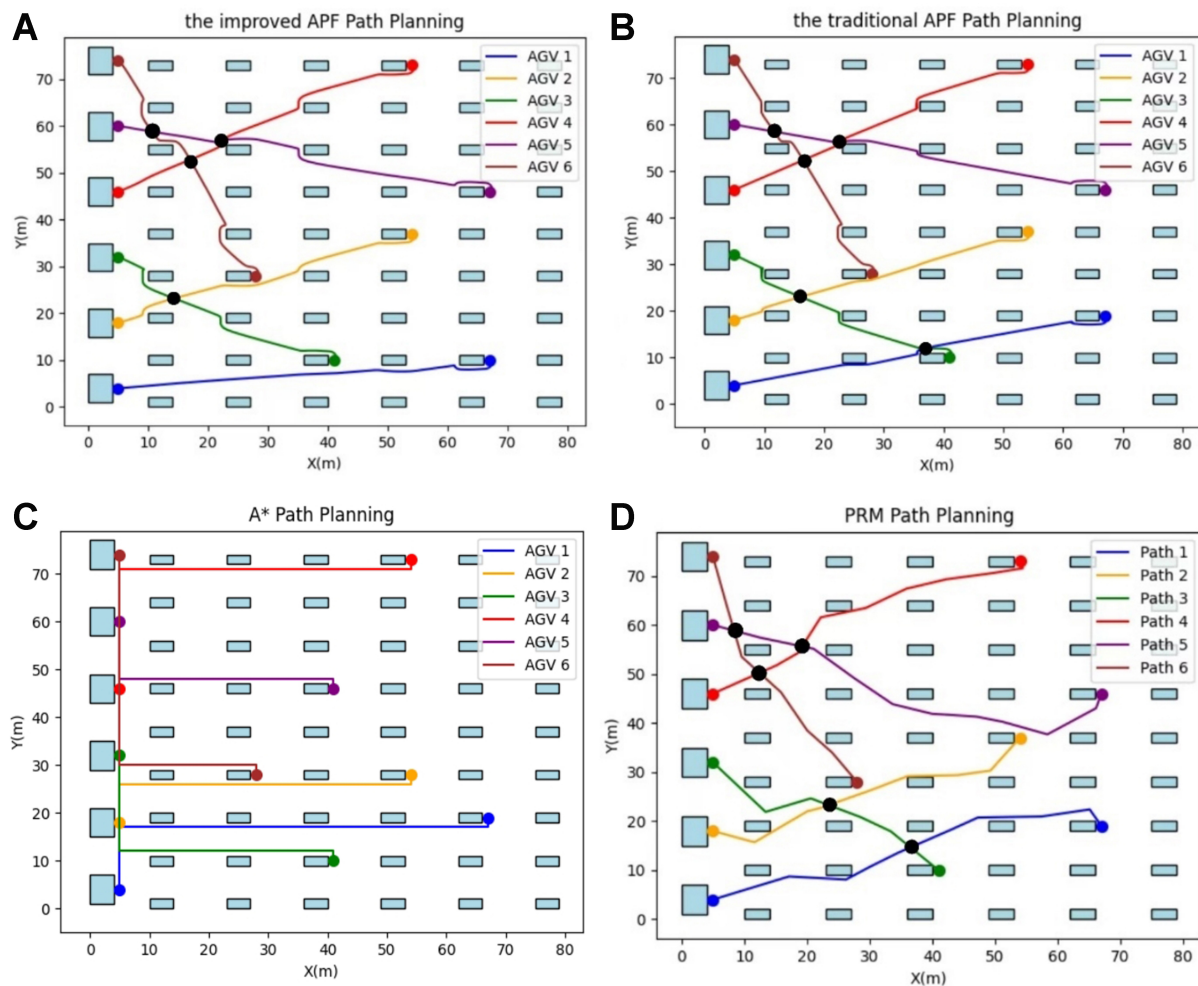 A
the improved APF Path Planning
AGV 1
AGV 2
AGV 3
AGV 4
AGV 5
AGV 6
70
60
50
40
30
20
10
0
Y(m)
0 10 20 30 40 50 60 70 80
X(m)
B
the traditional APF Path Planning
AGV 1
AGV 2
AGV 3
AGV 4
AGV 5
AGV 6
70
60
50
40
30
20
10
0
Y(m)
0 10 20 30 40 50 60 70 80
X(m)
C
A* Path Planning
AGV 1
AGV 2
AGV 3
AGV 4
AGV 5
AGV 6
70
60
50
40
30
20
10
0
Y(m)
0 10 20 30 40 50 60 70 80
X(m)
D
PRM Path Planning
Path 1
Path 2
Path 3
Path 4
Path 5
Path 6
70
60
50
40
30
20
10
0
Y(m)
0 10 20 30 40 50 60 70 80
X(m)